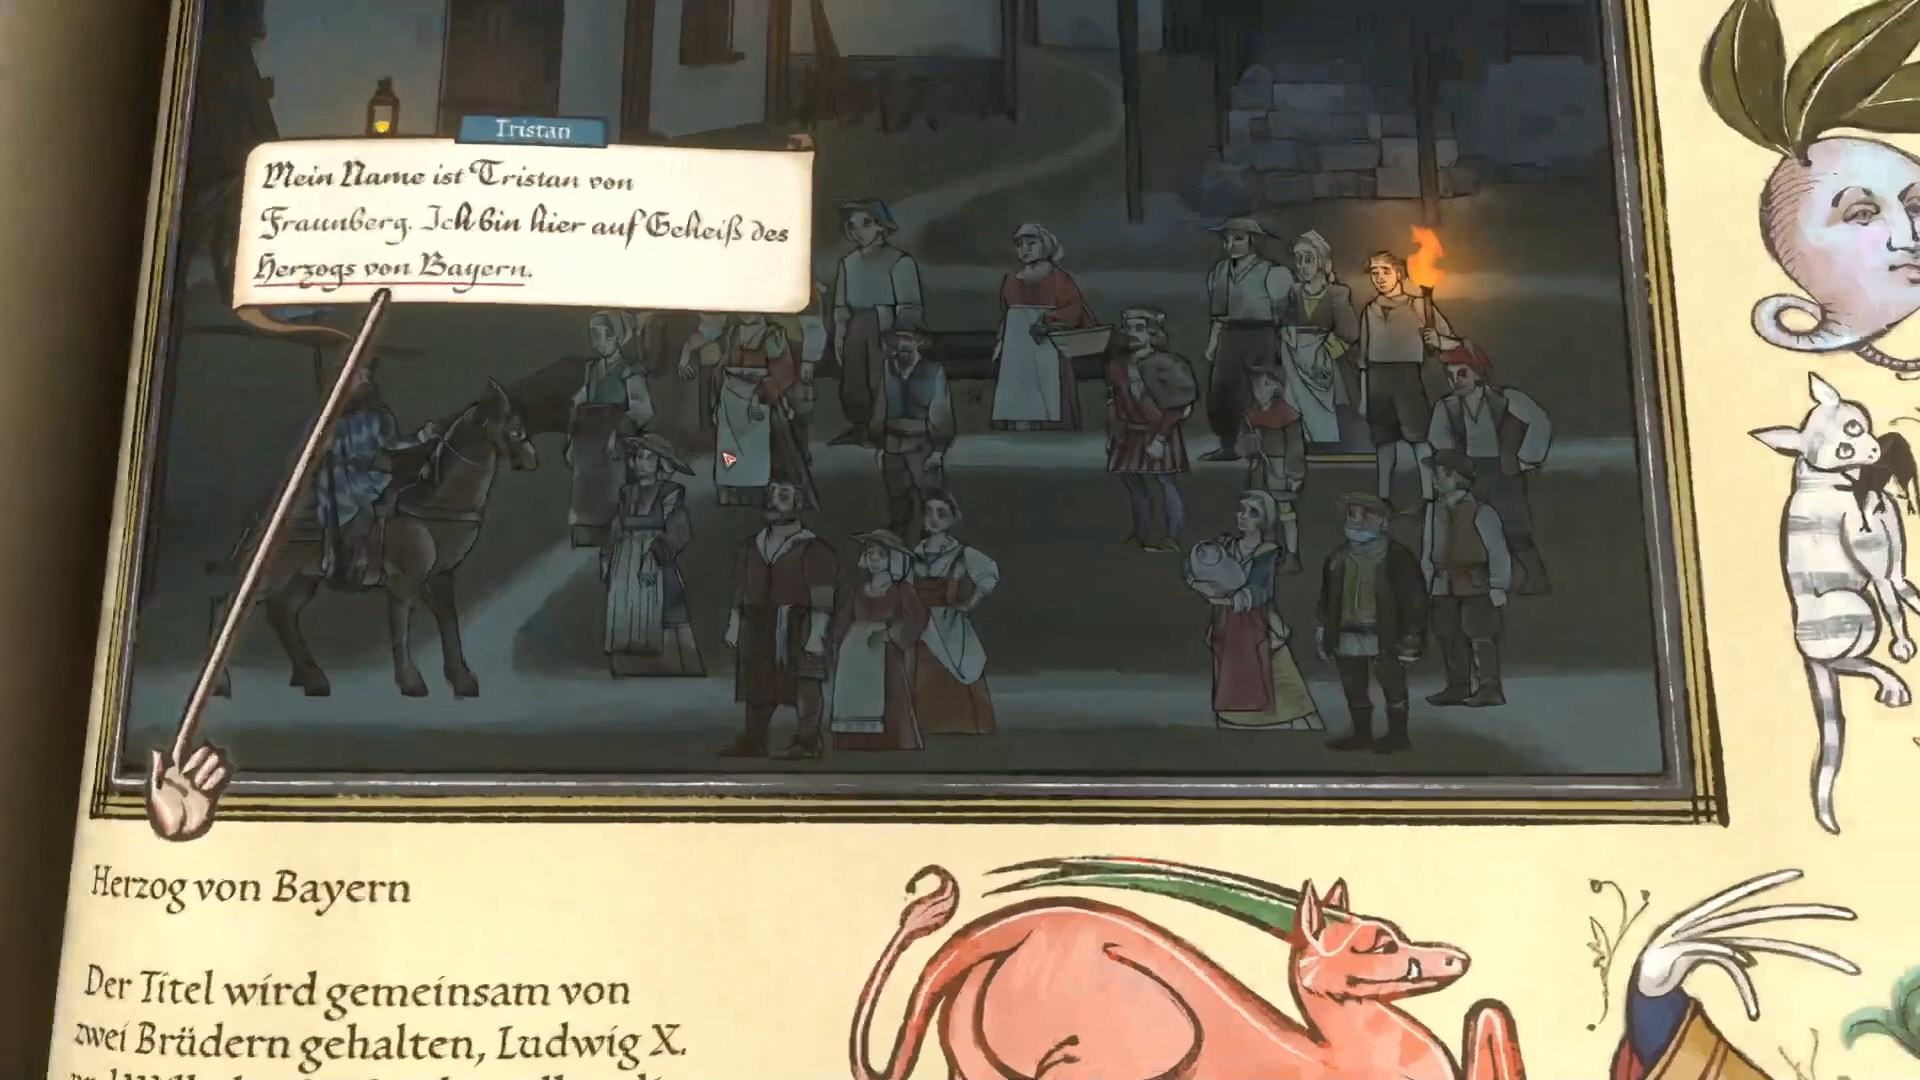 Tristan
Mein Name ist Tristan von
Fraunberg. Ich bin hier auf Geheiß des
Herzogs von Bayern.
Herzog von Bayern
Der Titel wird gemeinsam von
zwei Brüdern gehalten, Ludwig X.